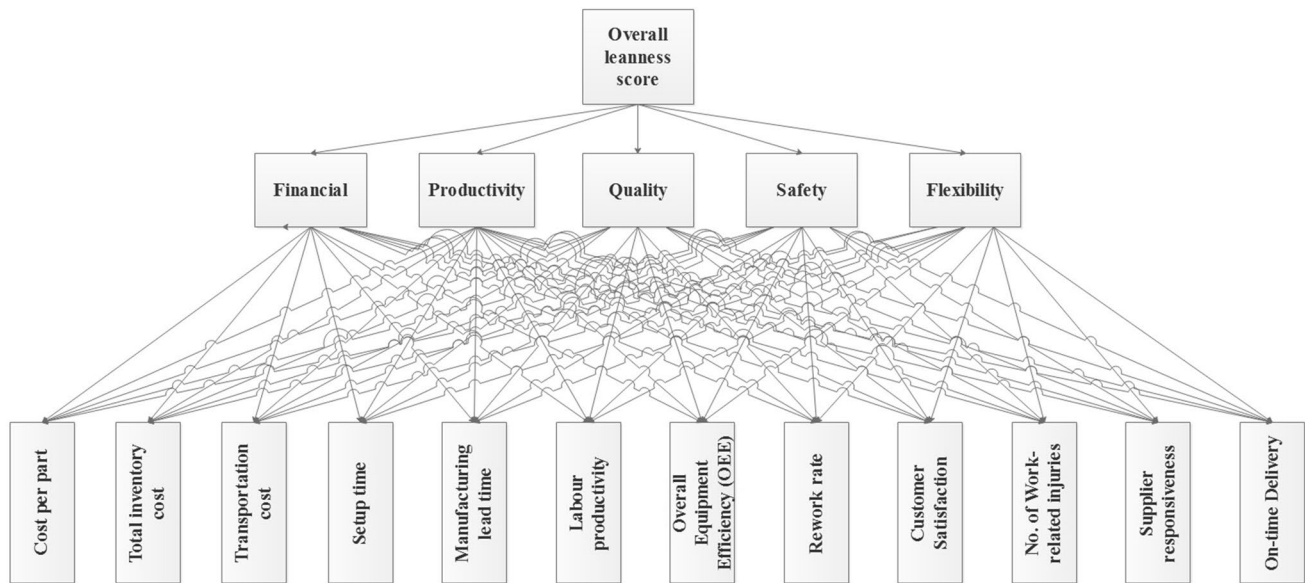 Overall
leanness
score
Financial
Productivity
Quality
Safety
Flexibility
Cost per part
Total inventory
cost
Transportation
cost
Setup time
Manufacturing
lead time
Labour
productivity
Overall
Equipment
Efficiency (OEE)
Rework rate
Customer
Satisfaction
No. of Work-
related injuries
Supplier
responsiveness
On-time Delivery